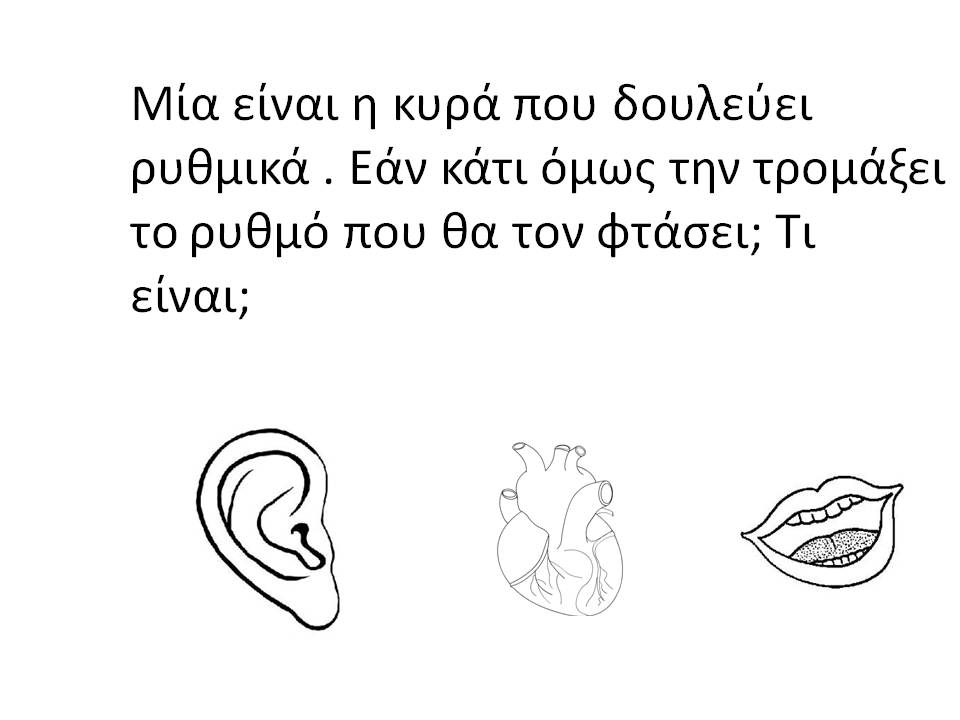 Μία είναι η κυρά που δουλεύει
ρυθμικά . Εάν κάτι όμως την τρομάξει
το ρυθμό που θα τον φτάσει; Τι
είναι;